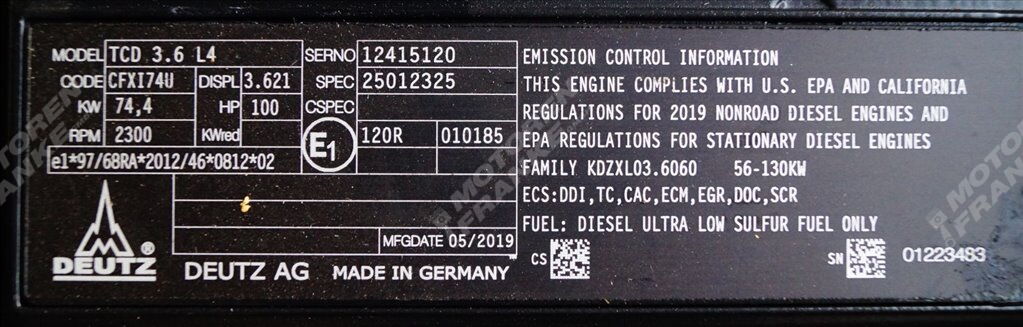 MODEL TCD 3.6 L4 SERNO 12415120
CODE CFXI74U DISPL 3.621 SPEC 25012325
KW 74,4 HP 100 CSPEC
RPM 2300 KWred E1 120R 010185
e1*97/68RA*2012/46*0812*02
MFGDATE 05/2019
DEUTZ ® DEUTZ AG MADE IN GERMANY
EMISSION CONTROL INFORMATION
THIS ENGINE COMPLIES WITH U.S. EPA AND CALIFORNIA
REGULATIONS FOR 2019 NONROAD DIESEL ENGINES AND
EPA REGULATIONS FOR STATIONARY DIESEL ENGINES
FAMILY KDZXL03.6060 56-130KW
ECS:DDI,TC,CAC,ECM,EGR,DOC,SCR
FUEL: DIESEL ULTRA LOW SULFUR FUEL ONLY
CS SN 01223483